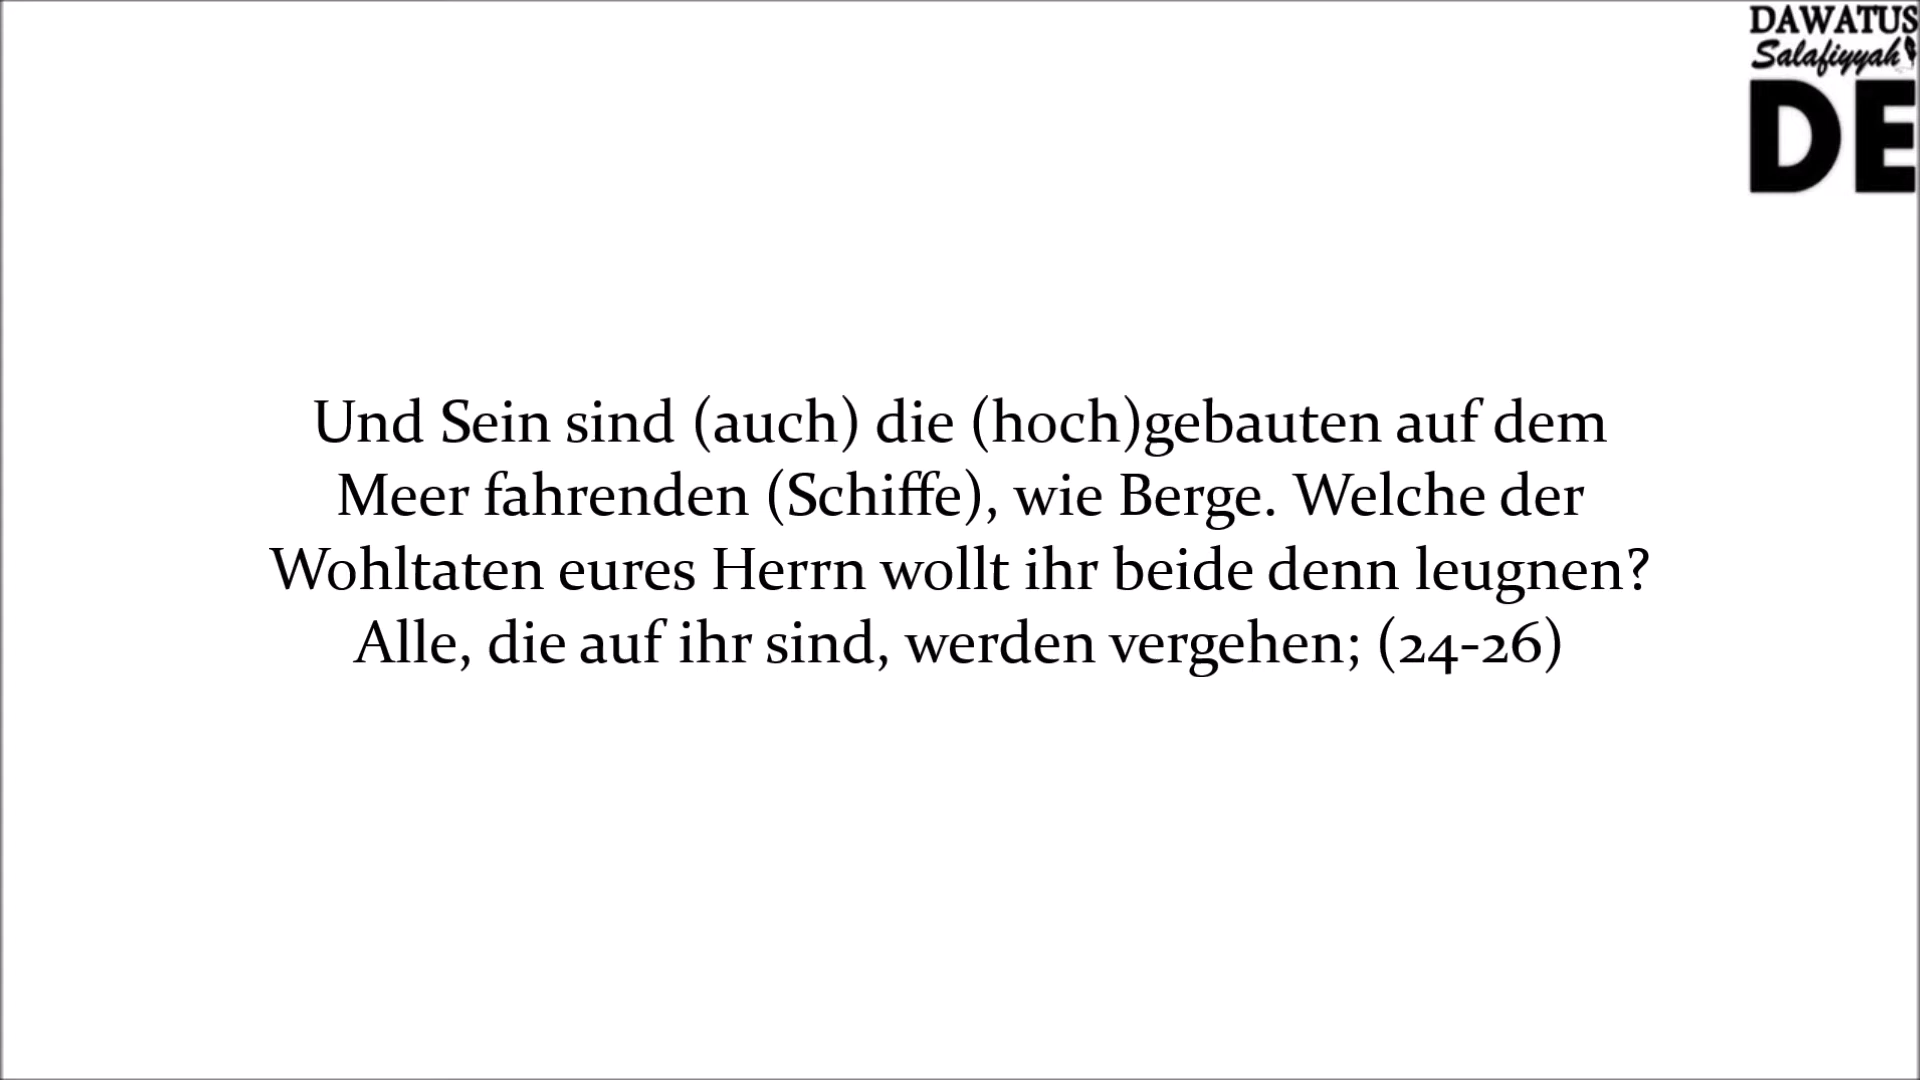 DAWATUS
Salafiyyah
DE
Und Sein sind (auch) die (hoch)gebauten auf dem
Meer fahrenden (Schiffe), wie Berge. Welche der
Wohltaten eures Herrn wollt ihr beide denn leugnen?
Alle, die auf ihr sind, werden vergehen; (24-26)